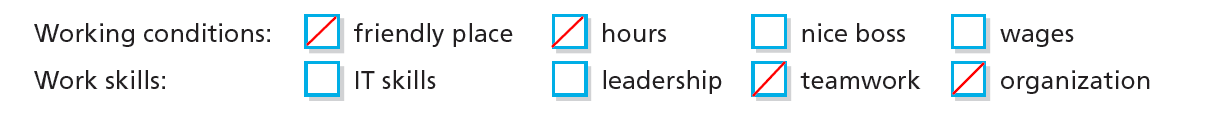 Working conditions: friendly place hours nice boss wages
Work skills: IT skills leadership teamwork organization